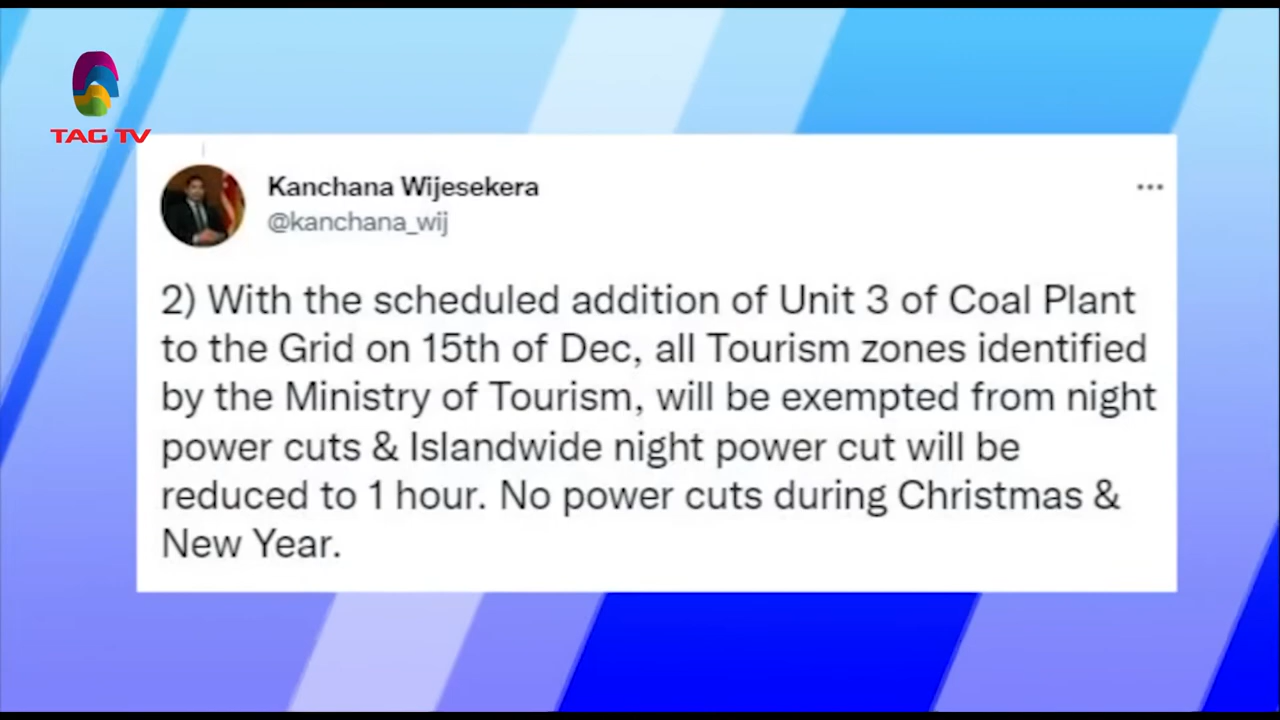 TAG TV
Kanchana Wijesekera
@kanchana_wij
2) With the scheduled addition of Unit 3 of Coal Plant
to the Grid on 15th of Dec, all Tourism zones identified
by the Ministry of Tourism, will be exempted from night
power cuts & Islandwide night power cut will be
reduced to 1 hour. No power cuts during Christmas &
New Year.